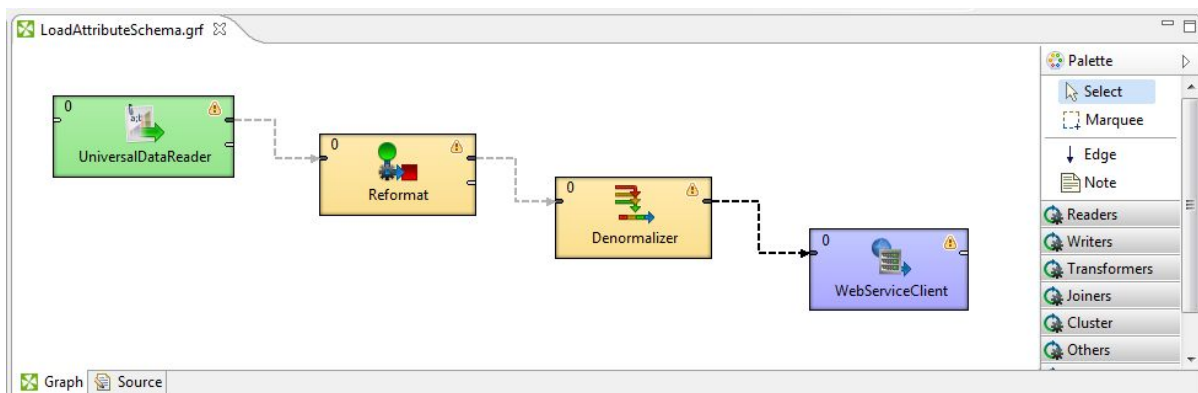 LoadAttributeSchema.grf
Palette
Select
Marquee
Edge
Note
Readers
Writers
Transformers
Joiners
Cluster
Others
0
a;b
UniversalDataReader
0
Reformat
0
Denormalizer
0
WebServiceClient
Graph
Source